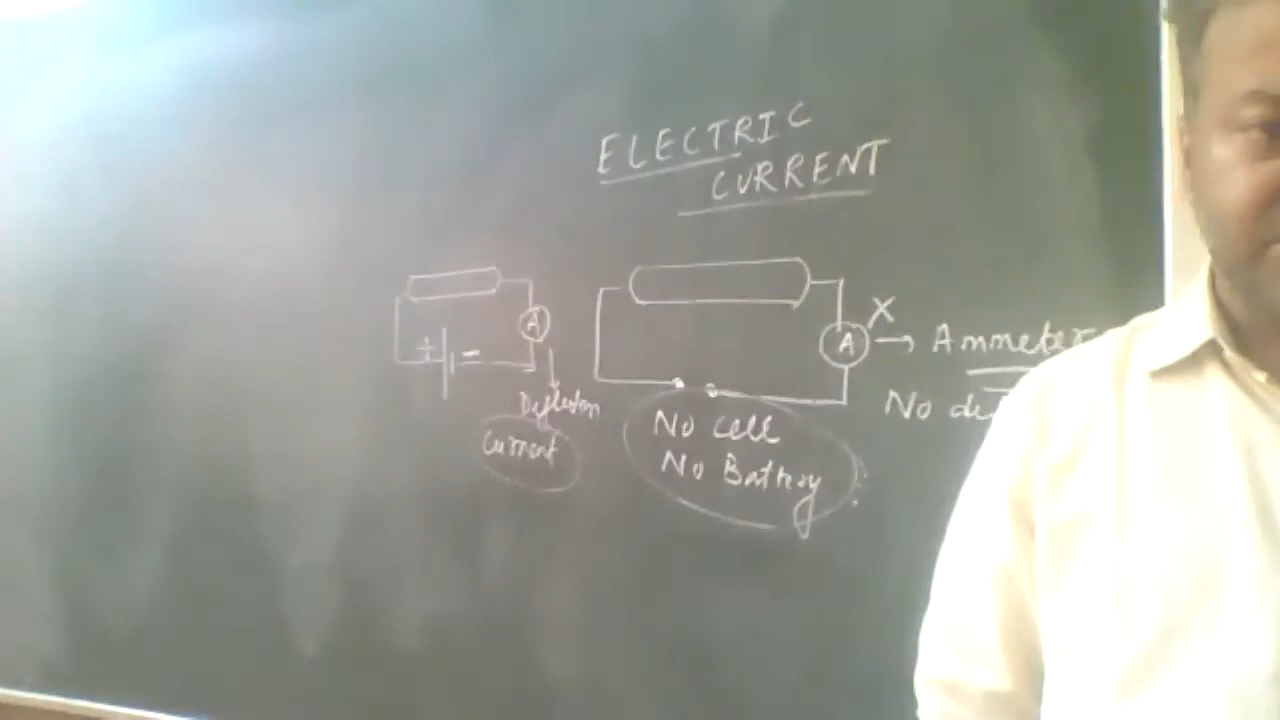 ELECTRIC
CURRENT
A
+ -
Deflection
Current
A
X
→ Ammeter
No
No cell
No Battery